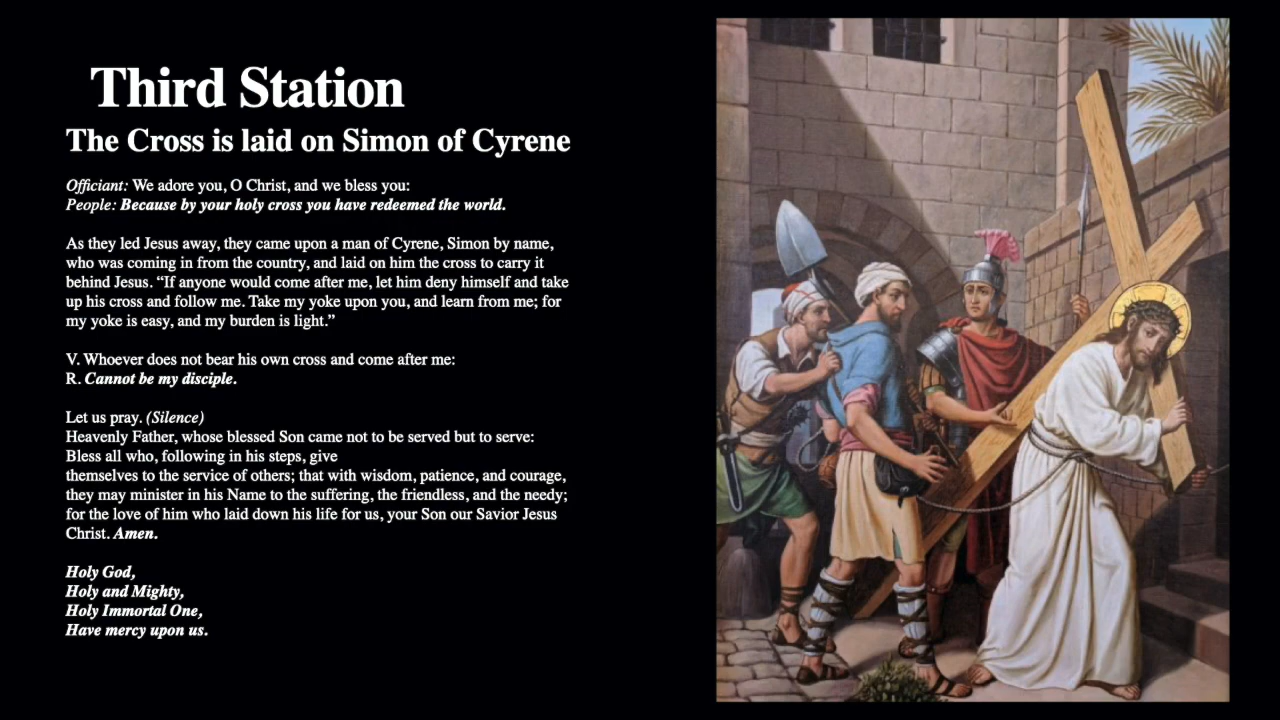 Third Station
The Cross is laid on Simon of Cyrene
Officiant: We adore you, O Christ, and we bless you:
People: Because by your holy cross you have redeemed the world.
As they led Jesus away, they came upon a man of Cyrene, Simon by name,
who was coming in from the country, and laid on him the cross to carry it
behind Jesus. “If anyone would come after me, let him deny himself and take
up his cross and follow me. Take my yoke upon you, and learn from me; for
my yoke is easy, and my burden is light.”
V. Whoever does not bear his own cross and come after me:
R. Cannot be my disciple.
Let us pray. (Silence)
Heavenly Father, whose blessed Son came not to be served but to serve:
Bless all who, following in his steps, give
themselves to the service of others; that with wisdom, patience, and courage,
they may minister in his Name to the suffering, the friendless, and the needy;
for the love of him who laid down his life for us, your Son our Savior Jesus
Christ. Amen.
Holy God,
Holy and Mighty,
Holy Immortal One,
Have mercy upon us.